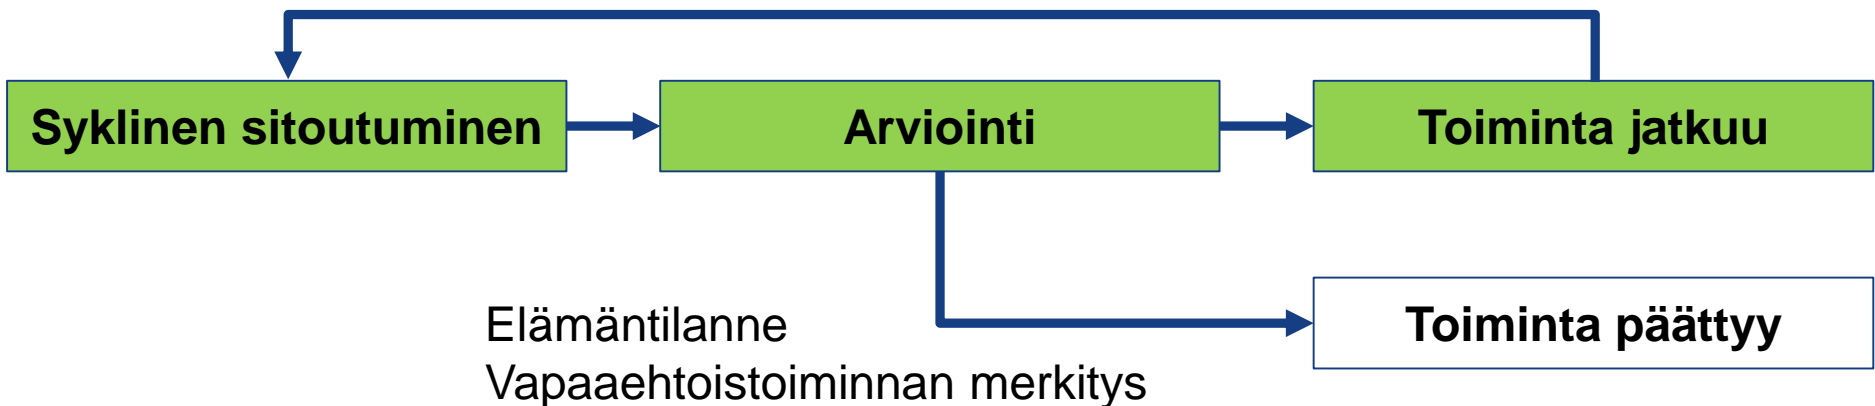 Syklinen sitoutuminen
Arviointi
Toiminta jatkuu
Toiminta päättyy
Elämäntilanne
Vapaaehtoistoiminnan merkitys